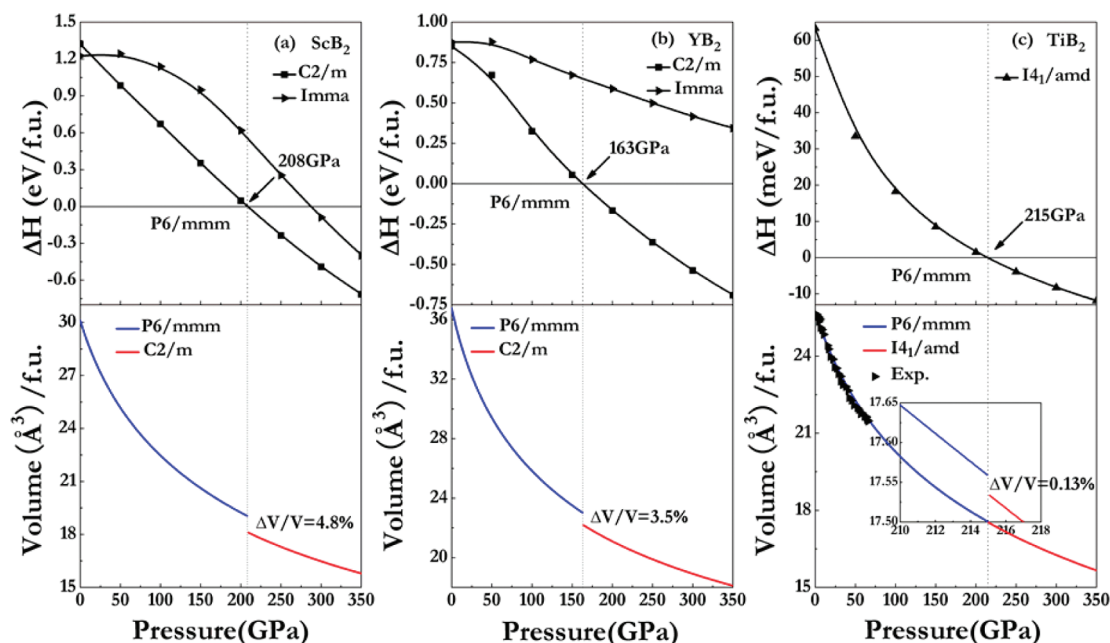 (a) ScB2
C2/m
Imma
208GPa
P6/mmm
ΔH (eV/f.u.)
1.5
1.2
0.9
0.6
0.3
0.0
-0.3
-0.6
P6/mmm
C2/m
ΔV/V=4.8%
Volume (Å3) /f.u.
30
27
24
21
18
15
0 50 100 150 200 250 300 350
Pressure(GPa)
(b) YB2
C2/m
Imma
163GPa
P6/mmm
ΔH (eV/f.u.)
1.00
0.75
0.50
0.25
0.00
-0.25
-0.50
-0.75
P6/mmm
C2/m
ΔV/V=3.5%
Volume (Å3) /f.u.
36
32
28
24
20
0 50 100 150 200 250 300 350
Pressure(GPa)
(c) TiB2
I41/amd
215GPa
P6/mmm
ΔH (meV/f.u.)
60
50
40
30
20
10
0
-10
P6/mmm
I41/amd
Exp.
17.65
17.60
17.55
17.50
210 212 214 216 218
ΔV/V=0.13%
Volume (Å3) /f.u.
24
21
18
15
0 50 100 150 200 250 300 350
Pressure(GPa)